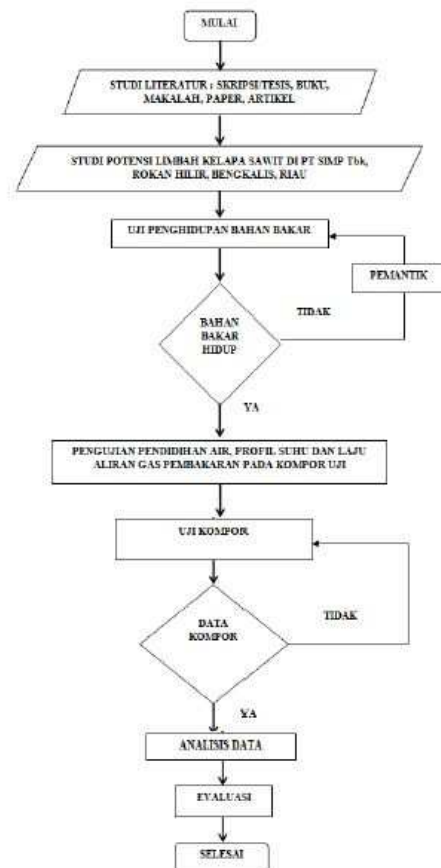 MULAI
STUDI LITERATUR : SKRIPSI/TESIS, BUKU,
MAKALAH, PAPER, ARTIKEL
STUDI POTENSI LIMBAH KELAPA SAWIT DI PT SIMP Tbk,
ROKAN HILIR, BENGKALIS, RIAU
UJI PENGHIDUPAN BAHAN BAKAR
PEMANTIK
TIDAK
BAHAN
BAKAR
HIDUP
YA
PENGUJIAN PENDIDIHAN AIR, PROFIL SUHU DAN LAJU
ALIRAN GAS PEMBAKARAN PADA KOMPOR UJI
UJI KOMPOR
TIDAK
DATA
KOMPOR
YA
ANALISIS DATA
EVALUASI
SELESAI